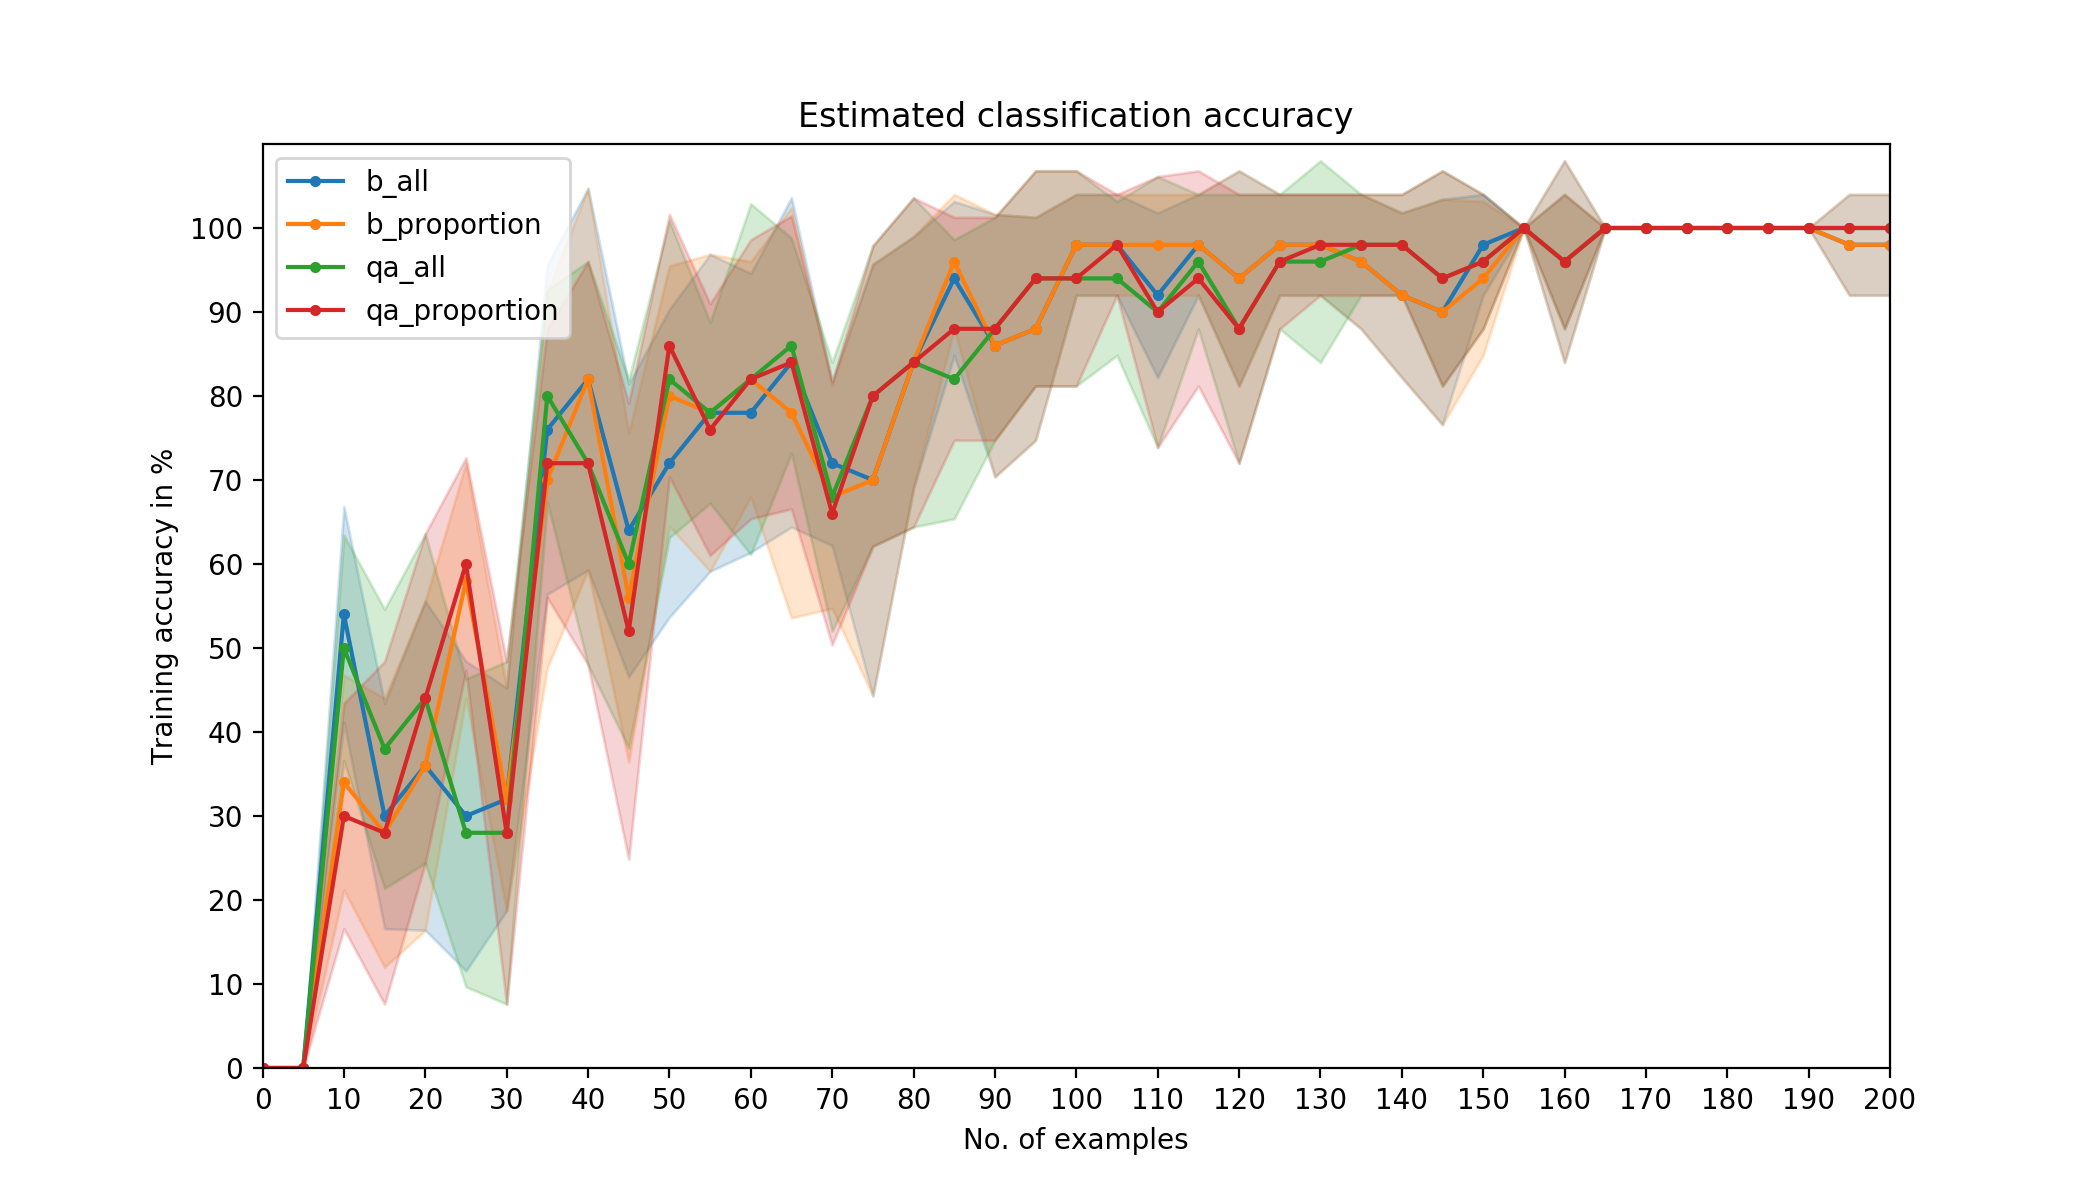 Estimated classification accuracy
b_all
b_proportion
qa_all
qa_proportion
Training accuracy in %
100
90
80
70
60
50
40
30
20
10
0
0 10 20 30 40 50 60 70 80 90 100 110 120 130 140 150 160 170 180 190 200
No. of examples